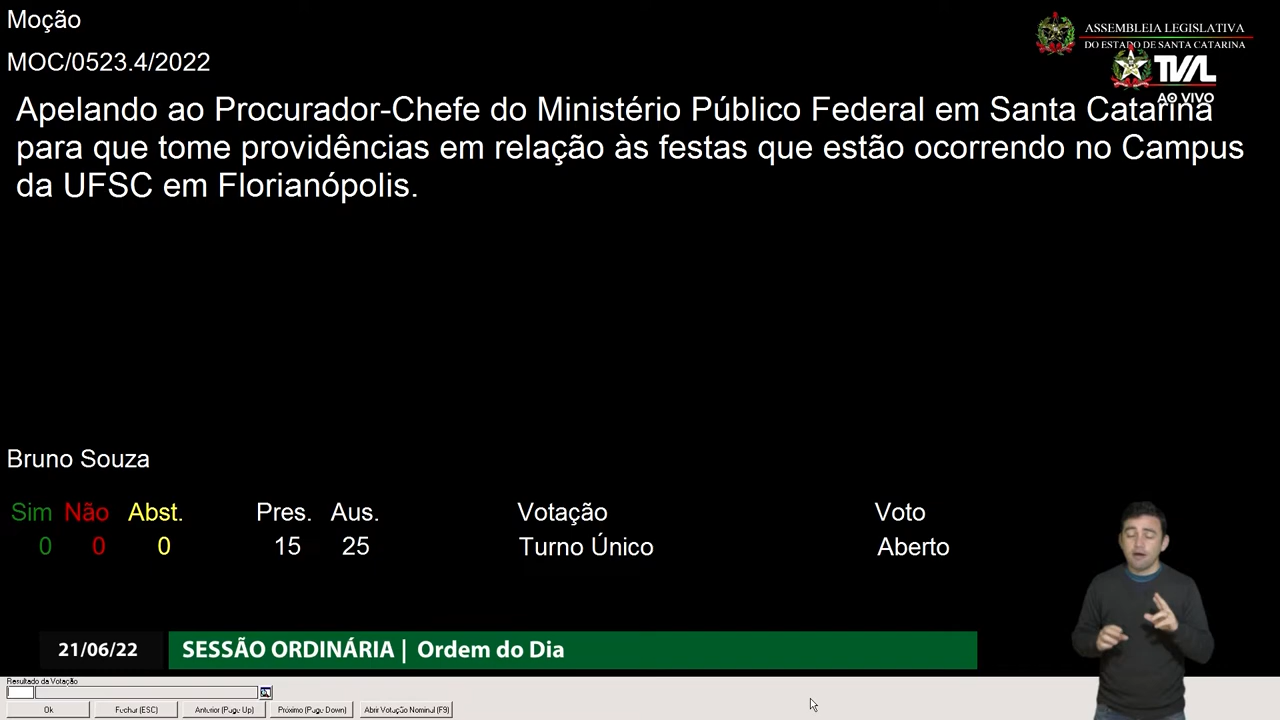 Moção
ASSEMBLEIA LEGISLATIVA
DO ESTADO DE SANTA CATARINA
MOC/0523.4/2022
TVAL
AO VIVO
Apelando ao Procurador-Chefe do Ministério Público Federal em Santa Catarina
para que tome providências em relação às festas que estão ocorrendo no Campus
da UFSC em Florianópolis.
Bruno Souza
Sim Não Abst. Pres. Aus. Votação Voto
0 0 0 15 25 Turno Único Aberto
21/06/22 SESSÃO ORDINÁRIA | Ordem do Dia
Resultado da Votação
Ok Fechar (ESC) Anterior (Page Up) Próximo (Page Down) Abrir Votação Nominal (F9)